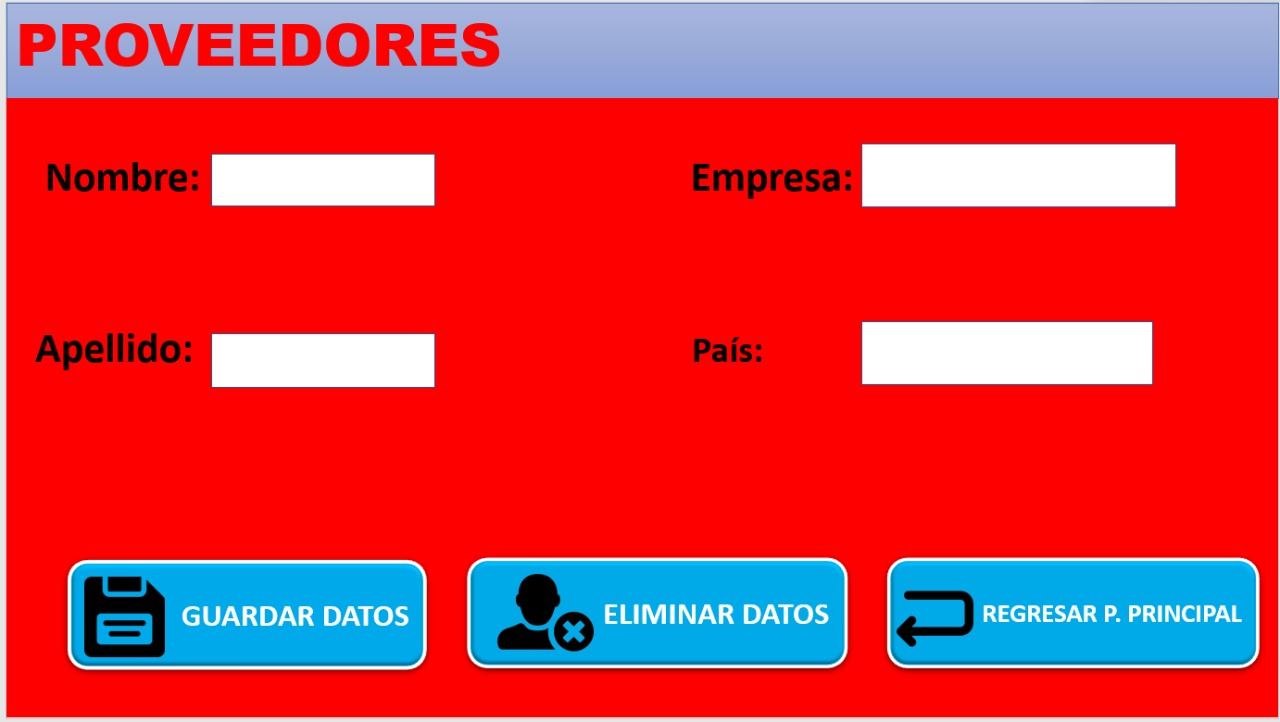 PROVEEDORES
Nombre:
Empresa:
Apellido:
País:
GUARDAR DATOS
ELIMINAR DATOS
REGRESAR P. PRINCIPAL